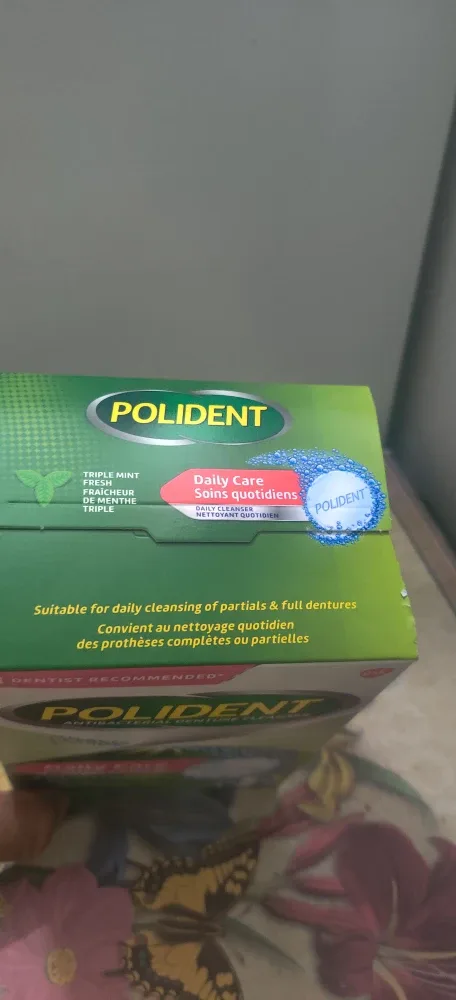 POLIDENT
TRIPLE MINT
FRESH
FRAÎCHEUR
DE MENTHE
TRIPLE
Daily Care
Soins quotidiens
DAILY CLEANSER
NETTOYANT QUOTIDIEN
POLIDENT
Suitable for daily cleansing of partials & full dentures
Convient au nettoyage quotidien
des prothèses complètes ou partielles
DENTIST RECOMMENDED*
POLIDENT
ANTIBACTERIAL DENTURE CLEANSER
Daily Care